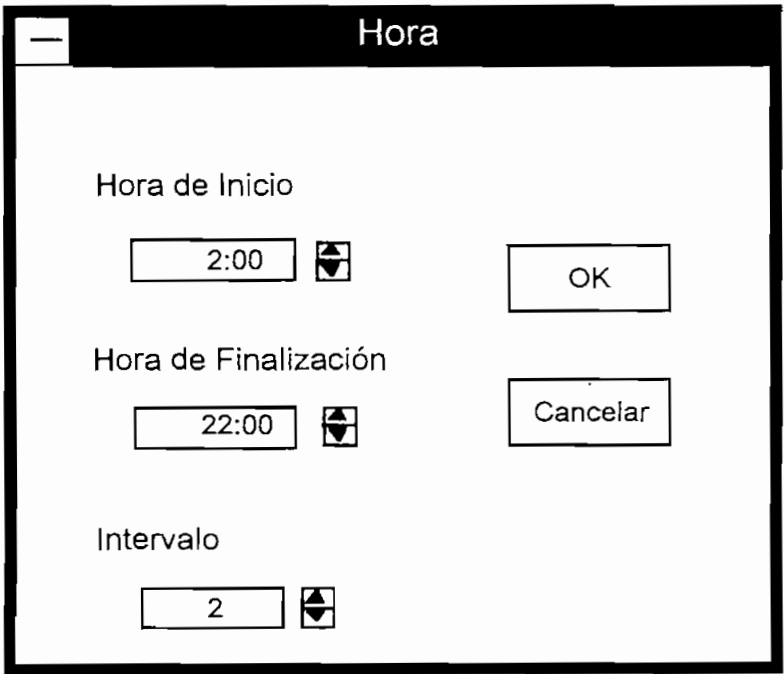 Hora
Hora de Inicio
2:00
OK
Hora de Finalización
22:00
Cancelar
Intervalo
2